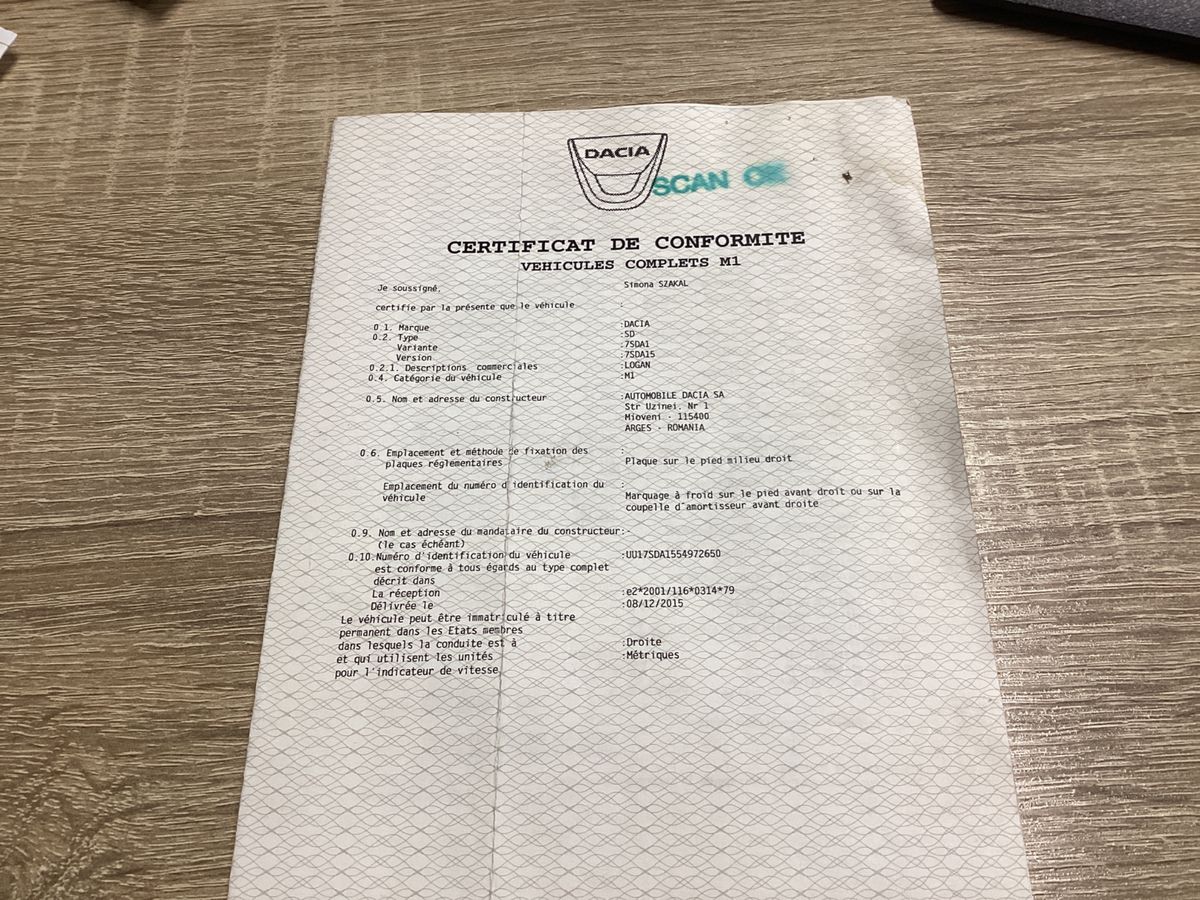 DACIA
SCAN OK
CERTIFICAT DE CONFORMITE
VEHICULES COMPLETS M1
Je soussigné, Simona SZAKAL
certifie par la présente que le véhicule :
0.1. Marque :DACIA
0.2. Type :SD
Variante :7SDA1
Version :7SDA15
0.2.1. Descriptions commerciales :LOGAN
0.4. Catégorie du véhicule :M1
0.5. Nom et adresse du constructeur :AUTOMOBILE DACIA SA
Str Uzinei. Nr 1
Mioveni - 115400
ARGES - ROMANIA
0.6. Emplacement et méthode de fixation des :
plaques réglementaires Plaque sur le pied milieu droit
Emplacement du numéro d'identification du :
véhicule Marquage à froid sur le pied avant droit ou sur la
coupelle d'amortisseur avant droite
0.9. Nom et adresse du mandataire du constructeur:-
(le cas échéant)
0.10.Numéro d'identification du véhicule :UU17SDA1554972650
est conforme à tous égards au type complet
décrit dans
La réception :e2*2001/116*0314*79
Délivrée le :08/12/2015
Le véhicule peut être immatriculé à titre
permanent dans les Etats membres
dans lesquels la conduite est à :Droite
et qui utilisent les unités :Métriques
pour l'indicateur de vitesse